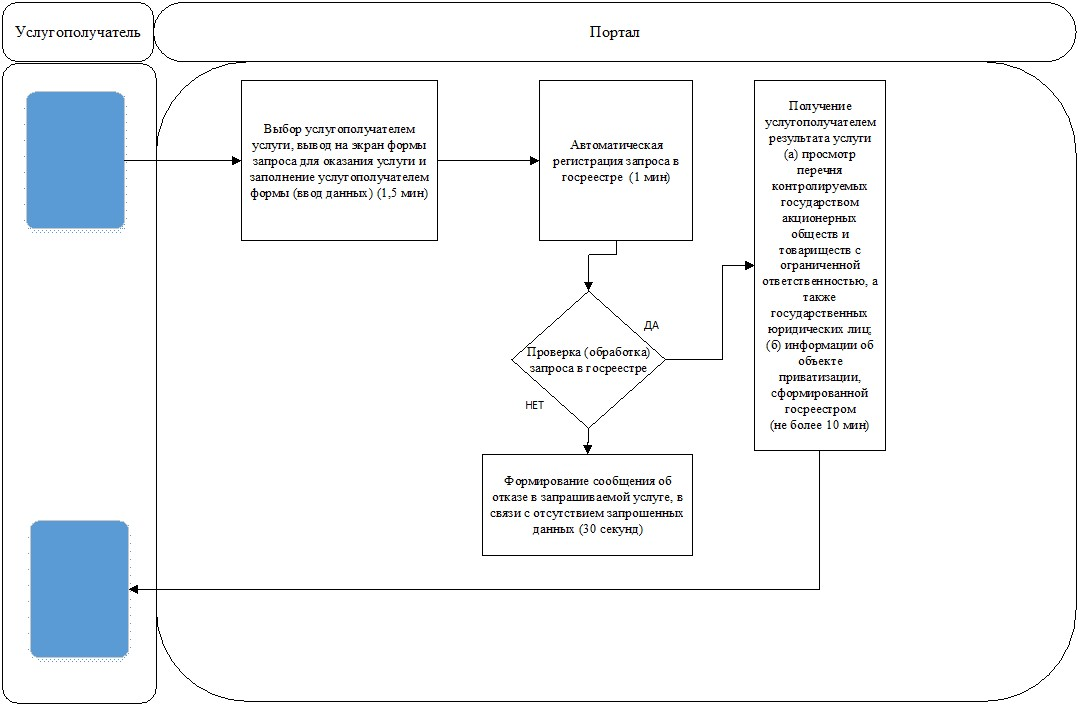 Услугополучатель
Портал
Выбор услугополучателем
услуги, вывод на экран формы
запроса для оказания услуги и
заполнение услугополучателем
формы (ввод данных) (1,5 мин)
Автоматическая
регистрация запроса в
госреестре (1 мин)
Получение
услугополучателем
результата услуги
(а) просмотр
перечня
контролируемых
государством
акционерных
обществ и
товариществ с
ограниченной
ответственностью, а
также
государственных
юридических лиц;
(б) информации об
объекте
приватизации,
сформированной
госреестром
(не более 10 мин)
ДА
Проверка (обработка)
запроса в госреестре
НЕТ
Формирование сообщения об
отказе в запрашиваемой услуге, в
связи с отсутствием запрошенных
данных (30 секунд)